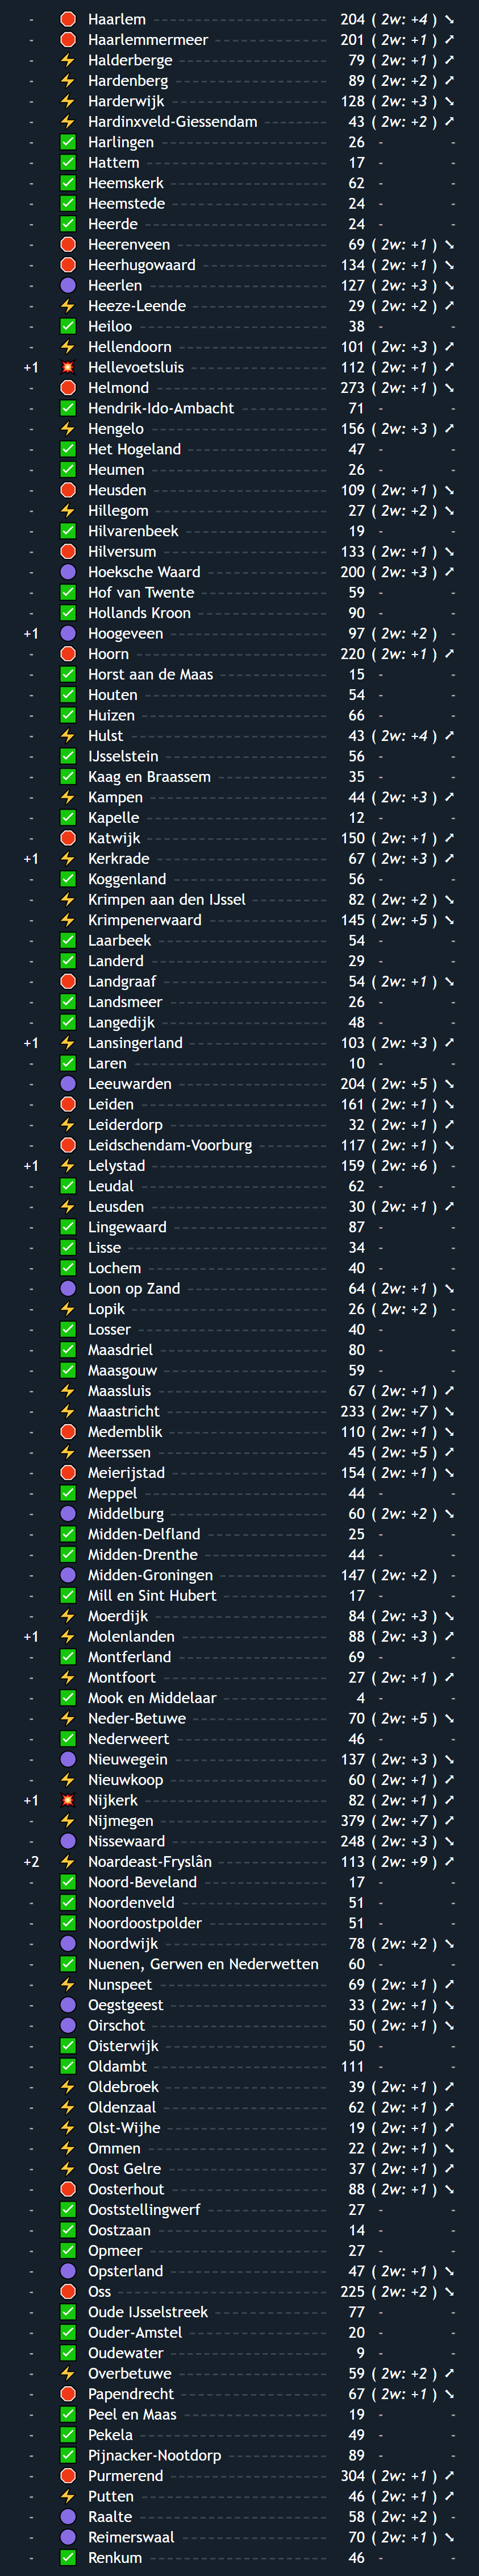 - 🛑 Haarlem 204 ( 2w: +4 ) ➘
- 🛑 Haarlemmermeer 201 ( 2w: +1 ) ➚
- ⚡ Halderberge 79 ( 2w: +1 ) ➚
- ⚡ Hardenberg 89 ( 2w: +2 ) ➚
- ⚡ Harderwijk 128 ( 2w: +3 ) ➘
- ⚡ Hardinxveld-Giessendam 43 ( 2w: +2 ) ➚
- ✅ Harlingen 26 - -
- ✅ Hattem 17 - -
- ✅ Heemskerk 62 - -
- ✅ Heemstede 24 - -
- ✅ Heerde 24 - -
- 🛑 Heerenveen 69 ( 2w: +1 ) ➘
- 🛑 Heerhugowaard 134 ( 2w: +1 ) ➘
- 🟣 Heerlen 127 ( 2w: +3 ) ➘
- ⚡ Heeze-Leende 29 ( 2w: +2 ) ➚
- ✅ Heiloo 38 - -
- ⚡ Hellendoorn 101 ( 2w: +3 ) ➚
+1 💥 Hellevoetsluis 112 ( 2w: +1 ) ➚
- 🛑 Helmond 273 ( 2w: +1 ) ➘
- ✅ Hendrik-Ido-Ambacht 71 - -
- ⚡ Hengelo 156 ( 2w: +3 ) ➚
- ✅ Het Hogeland 47 - -
- ✅ Heumen 26 - -
- 🛑 Heusden 109 ( 2w: +1 ) ➘
- ⚡ Hillegom 27 ( 2w: +2 ) ➘
- ✅ Hilvarenbeek 19 - -
- 🛑 Hilversum 133 ( 2w: +1 ) ➘
- 🟣 Hoeksche Waard 200 ( 2w: +3 ) ➚
- ✅ Hof van Twente 59 - -
- ✅ Hollands Kroon 90 - -
+1 🟣 Hoogeveen 97 ( 2w: +2 ) -
- 🛑 Hoorn 220 ( 2w: +1 ) ➚
- ✅ Horst aan de Maas 15 - -
- ✅ Houten 54 - -
- ✅ Huizen 66 - -
- ⚡ Hulst 43 ( 2w: +4 ) ➚
- ✅ IJsselstein 56 - -
- ✅ Kaag en Braassem 35 - -
- ⚡ Kampen 44 ( 2w: +3 ) ➚
- ✅ Kapelle 12 - -
- 🛑 Katwijk 150 ( 2w: +1 ) ➚
+1 ⚡ Kerkrade 67 ( 2w: +3 ) ➚
- ✅ Koggenland 56 - -
- ⚡ Krimpen aan den IJssel 82 ( 2w: +2 ) ➘
- ⚡ Krimpenerwaard 145 ( 2w: +5 ) ➘
- ✅ Laarbeek 54 - -
- ✅ Landerd 29 - -
- 🛑 Landgraaf 54 ( 2w: +1 ) ➘
- ✅ Landsmeer 26 - -
- ✅ Langedijk 48 - -
+1 ⚡ Lansingerland 103 ( 2w: +3 ) ➚
- ✅ Laren 10 - -
- 🟣 Leeuwarden 204 ( 2w: +5 ) ➘
- 🛑 Leiden 161 ( 2w: +1 ) ➘
- ⚡ Leiderdorp 32 ( 2w: +1 ) ➚
- 🛑 Leidschendam-Voorburg 117 ( 2w: +1 ) ➘
+1 ⚡ Lelystad 159 ( 2w: +6 ) -
- ✅ Leudal 62 - -
- ⚡ Leusden 30 ( 2w: +1 ) ➚
- ✅ Lingewaard 87 - -
- ✅ Lisse 34 - -
- ✅ Lochem 40 - -
- 🟣 Loon op Zand 64 ( 2w: +1 ) ➘
- ⚡ Lopik 26 ( 2w: +2 ) -
- ✅ Losser 40 - -
- ✅ Maasdriel 80 - -
- ✅ Maasgouw 59 - -
- ⚡ Maassluis 67 ( 2w: +1 ) ➚
- ⚡ Maastricht 233 ( 2w: +7 ) ➘
- 🛑 Medemblik 110 ( 2w: +1 ) ➘
- ⚡ Meerssen 45 ( 2w: +5 ) ➚
- 🛑 Meierijstad 154 ( 2w: +1 ) ➘
- ✅ Meppel 44 - -
- 🟣 Middelburg 60 ( 2w: +2 ) ➘
- ✅ Midden-Delfland 25 - -
- ✅ Midden-Drenthe 44 - -
- 🟣 Midden-Groningen 147 ( 2w: +2 ) -
- ✅ Mill en Sint Hubert 17 - -
- ⚡ Moerdijk 84 ( 2w: +3 ) ➘
+1 ⚡ Molenlanden 88 ( 2w: +3 ) ➚
- ✅ Montferland 69 - -
- ⚡ Montfoort 27 ( 2w: +1 ) ➚
- ✅ Mook en Middelaar 4 - -
- ⚡ Neder-Betuwe 70 ( 2w: +5 ) ➘
- ✅ Nederweert 46 - -
- 🟣 Nieuwegein 137 ( 2w: +3 ) ➘
- ⚡ Nieuwkoop 60 ( 2w: +1 ) ➚
+1 💥 Nijkerk 82 ( 2w: +1 ) ➚
- ⚡ Nijmegen 379 ( 2w: +7 ) ➚
- 🟣 Nissewaard 248 ( 2w: +3 ) ➘
+2 ⚡ Noardeast-Fryslân 113 ( 2w: +9 ) ➚
- ✅ Noord-Beveland 17 - -
- ✅ Noordenveld 51 - -
- ✅ Noordoostpolder 51 - -
- 🟣 Noordwijk 78 ( 2w: +2 ) ➘
- ✅ Nuenen, Gerwen en Nederwetten 60 - -
- ⚡ Nunspeet 69 ( 2w: +1 ) ➚
- 🟣 Oegstgeest 33 ( 2w: +1 ) ➘
- 🟣 Oirschot 50 ( 2w: +1 ) ➘
- ✅ Oisterwijk 50 - -
- ✅ Oldambt 111 - -
- ⚡ Oldebroek 39 ( 2w: +1 ) ➚
- ⚡ Oldenzaal 62 ( 2w: +1 ) ➚
- ⚡ Olst-Wijhe 19 ( 2w: +1 ) ➚
- ⚡ Ommen 22 ( 2w: +1 ) ➘
- ⚡ Oost Gelre 37 ( 2w: +1 ) ➚
- 🛑 Oosterhout 88 ( 2w: +1 ) ➘
- ✅ Ooststellingwerf 27 - -
- ✅ Oostzaan 14 - -
- ✅ Opmeer 27 - -
- 🟣 Opsterland 47 ( 2w: +1 ) ➘
- 🛑 Oss 225 ( 2w: +2 ) ➘
- ✅ Oude IJsselstreek 77 - -
- ✅ Ouder-Amstel 20 - -
- ✅ Oudewater 9 - -
- ⚡ Overbetuwe 59 ( 2w: +2 ) ➚
- 🛑 Papendrecht 67 ( 2w: +1 ) ➘
- ✅ Peel en Maas 19 - -
- ✅ Pekela 49 - -
- ✅ Pijnacker-Nootdorp 89 - -
- 🛑 Purmerend 304 ( 2w: +1 ) ➚
- ⚡ Putten 46 ( 2w: +1 ) ➚
- 🟣 Raalte 58 ( 2w: +2 ) -
- 🟣 Reimerswaal 70 ( 2w: +1 ) ➘
- ✅ Renkum 46 - -